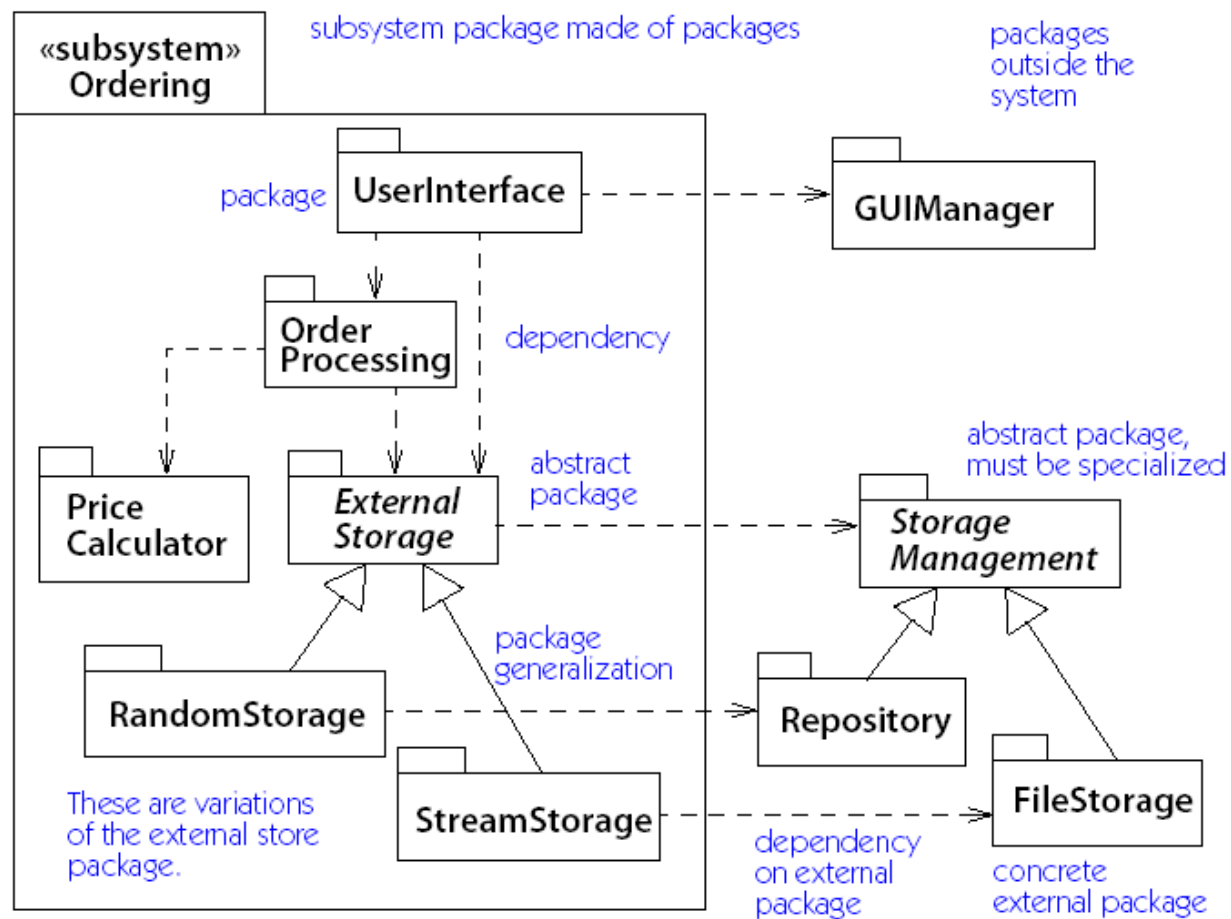 «subsystem»
Ordering
subsystem package made of packages
packages
outside the
system
package
UserInterface
GUIManager
Order
Processing
dependency
Price
Calculator
External
Storage
abstract
package
abstract package,
must be specialized
Storage
Management
package
generalization
RandomStorage
Repository
These are variations
of the external store
package.
StreamStorage
FileStorage
dependency
on external
package
concrete
external package